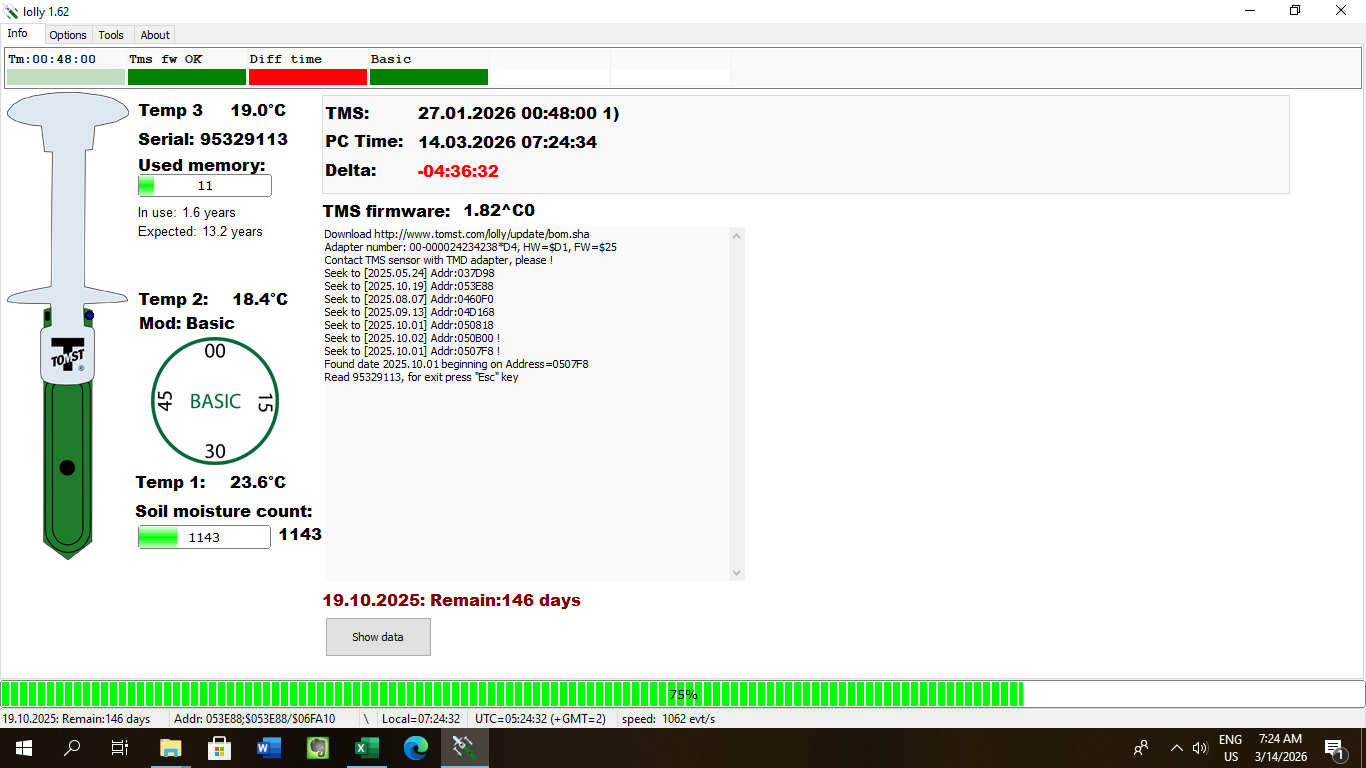 lolly 1.62
Info Options Tools About
Tm:00:48:00 Tms fw OK Diff time Basic
Temp 3 19.0°C
Serial: 95329113
Used memory:
11
In use: 1.6 years
Expected: 13.2 years
Temp 2: 18.4°C
Mod: Basic
00
15
30
45
BASIC
Temp 1: 23.6°C
Soil moisture count:
1143 1143
TOMST®
TMS: 27.01.2026 00:48:00 1)
PC Time: 14.03.2026 07:24:34
Delta: -04:36:32
TMS firmware: 1.82^C0
Download http://www.tomst.com/lolly/update/bom.sha
Adapter number: 00-000024234238*D4, HW=$D1, FW=$25
Contact TMS sensor with TMD adapter, please !
Seek to [2025.05.24] Addr:037D98
Seek to [2025.10.19] Addr:053E88
Seek to [2025.08.07] Addr:0460F0
Seek to [2025.09.13] Addr:04D168
Seek to [2025.10.01] Addr:050818
Seek to [2025.10.02] Addr:050B00 !
Seek to [2025.10.01] Addr:0507F8 !
Found date 2025.10.01 beginning on Address=0507F8
Read 95329113, for exit press "Esc" key
19.10.2025: Remain:146 days
Show data
75%
19.10.2025: Remain:146 days Addr: 053E88;$053E88/$06FA10 \ Local=07:24:32 UTC=05:24:32 (+GMT=2) speed: 1062 evt/s
ENG
US
7:24 AM
3/14/2026
1